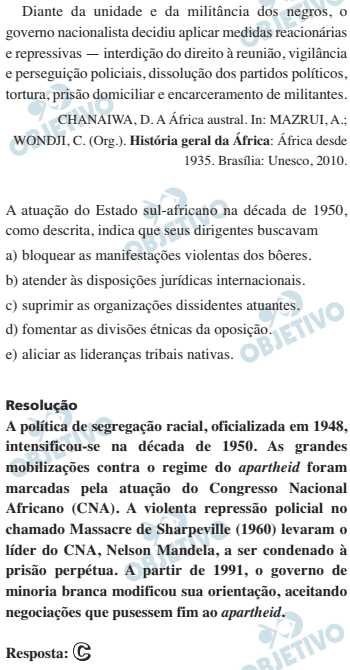 Diante da unidade e da militância dos negros, o
governo nacionalista decidiu aplicar medidas reacionárias
e repressivas — interdição do direito à reunião, vigilância
e perseguição policiais, dissolução dos partidos políticos,
tortura, prisão domiciliar e encarceramento de militantes.
CHANAIWA, D. A África austral. In: MAZRUI, A.;
WONDJI, C. (Org.). História geral da África: África desde
1935. Brasília: Unesco, 2010.
A atuação do Estado sul-africano na década de 1950,
como descrita, indica que seus dirigentes buscavam
a) bloquear as manifestações violentas dos bôeres.
b) atender às disposições jurídicas internacionais.
c) suprimir as organizações dissidentes atuantes.
d) fomentar as divisões étnicas da oposição.
e) aliciar as lideranças tribais nativas.
Resolução
A política de segregação racial, oficializada em 1948,
intensificou-se na década de 1950. As grandes
mobilizações contra o regime do apartheid foram
marcadas pela atuação do Congresso Nacional
Africano (CNA). A violenta repressão policial no
chamado Massacre de Sharpeville (1960) levaram o
líder do CNA, Nelson Mandela, a ser condenado à
prisão perpétua. A partir de 1991, o governo de
minoria branca modificou sua orientação, aceitando
negociações que pusessem fim ao apartheid.
Resposta: C
OBJETIVO
OBJETIVO
OBJETIVO
OBJETIVO
OBJETIVO
OBJETIVO